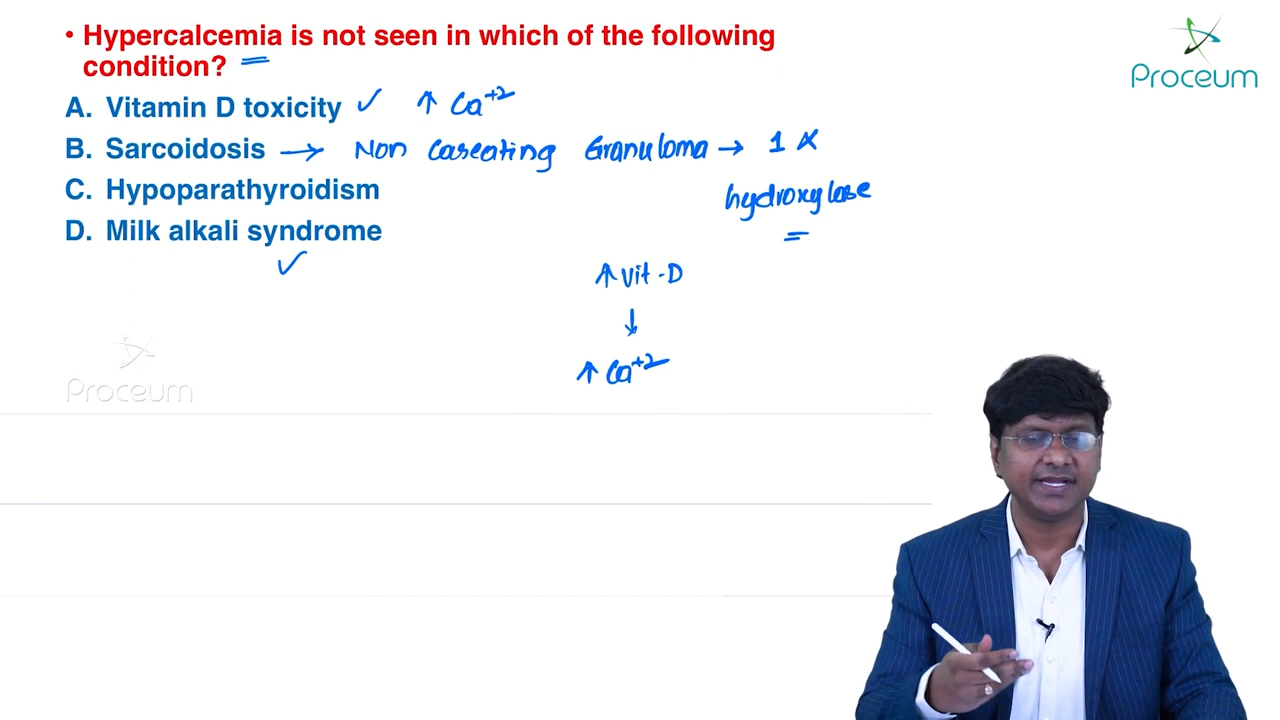 • Hypercalcemia is not seen in which of the following
condition?
A. Vitamin D toxicity ✓ ↑ Ca+2
B. Sarcoidosis → Non Caseating Granuloma → 1 α
hydroxylase
C. Hypoparathyroidism
D. Milk alkali syndrome
✓
↑ Vit-D
↓
↑ Ca+2
Proceum
Proceum